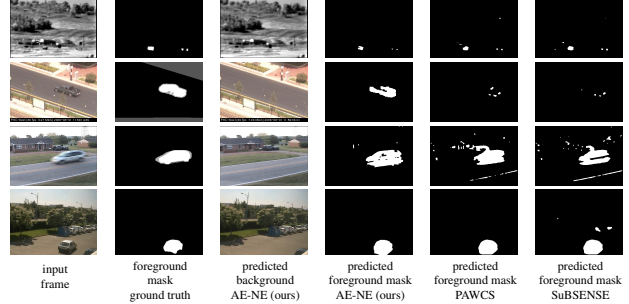 input
frame
foreground
mask
ground truth
predicted
background
AE-NE (ours)
predicted
foreground mask
AE-NE (ours)
predicted
foreground mask
PAWCS
predicted
foreground mask
SuBSENSE